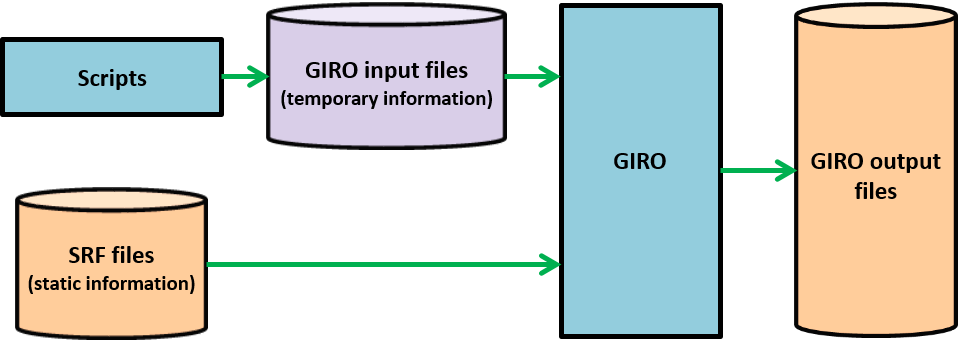 Scripts
GIRO input files
(temporary information)
GIRO
GIRO output
files
SRF files
(static information)